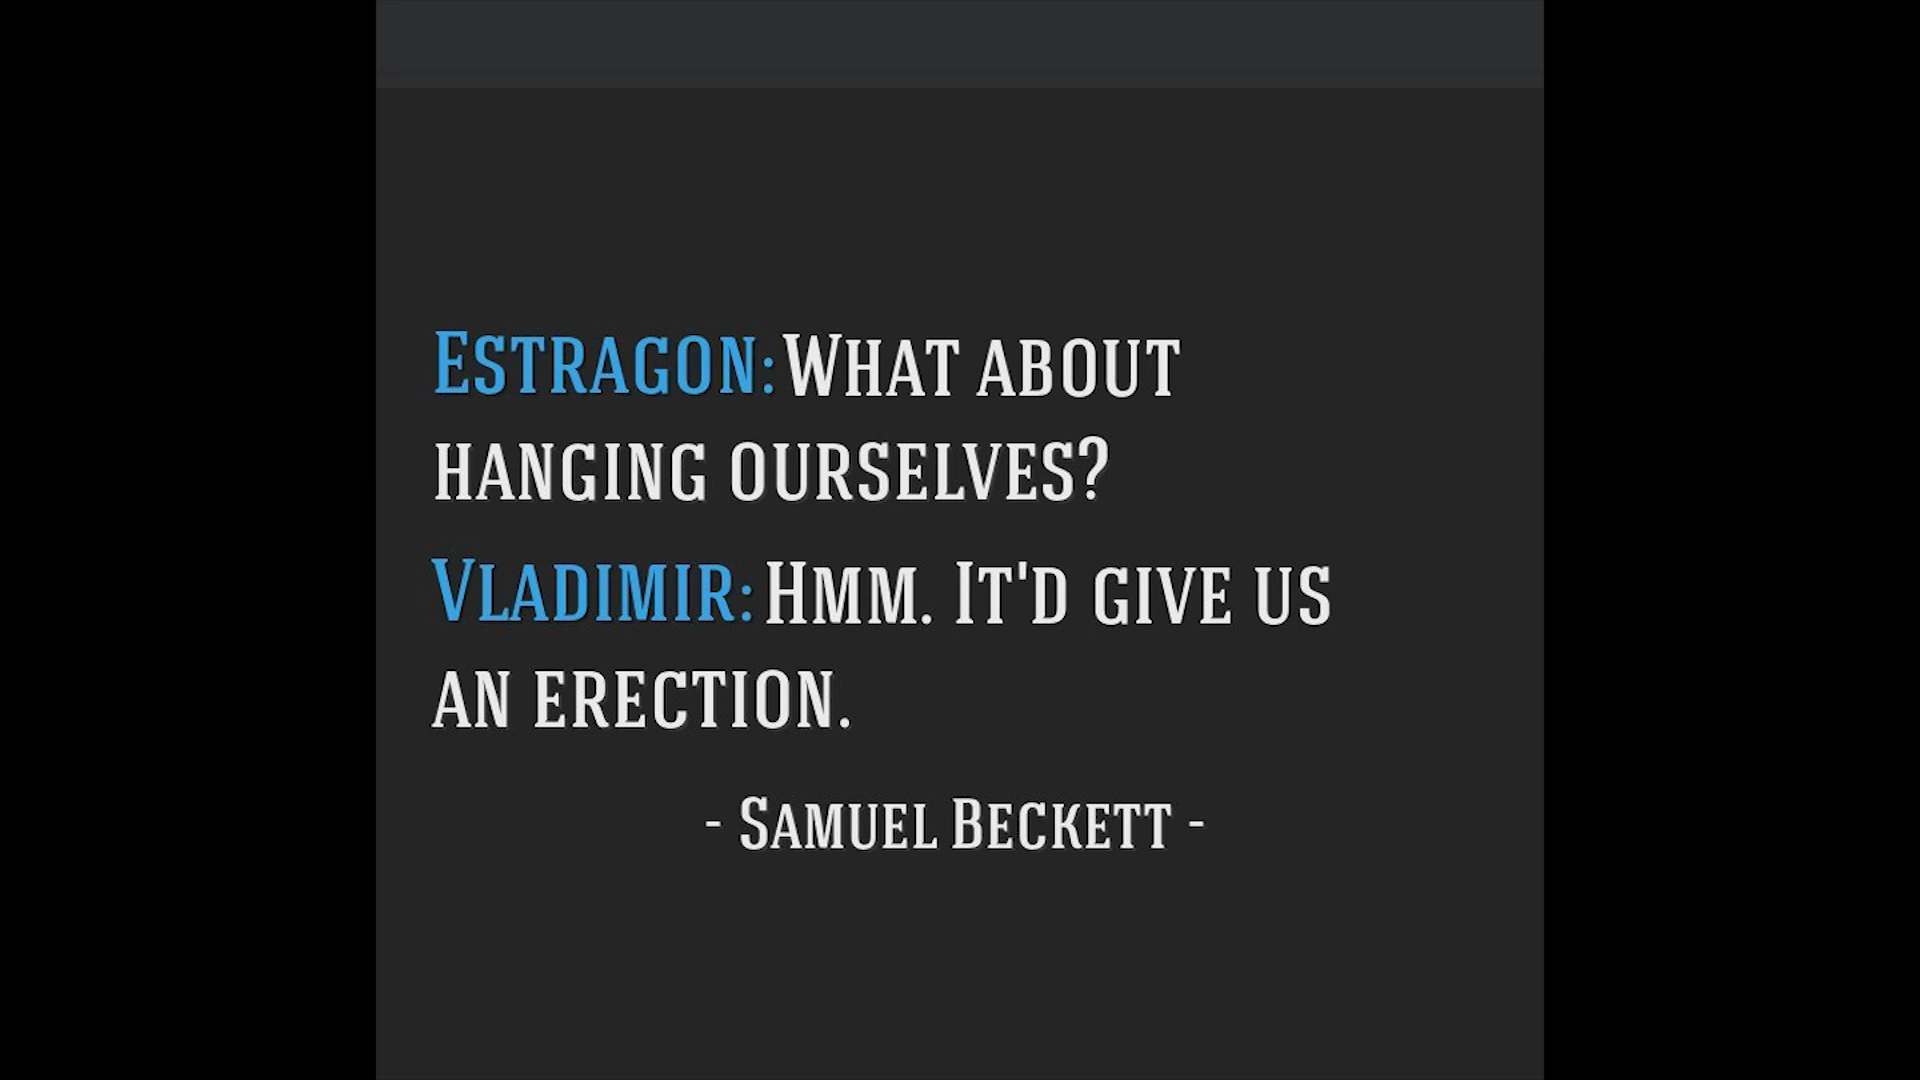 Estragon: What about
hanging ourselves?
Vladimir: Hmm. It'd give us
an erection.
- Samuel Beckett -